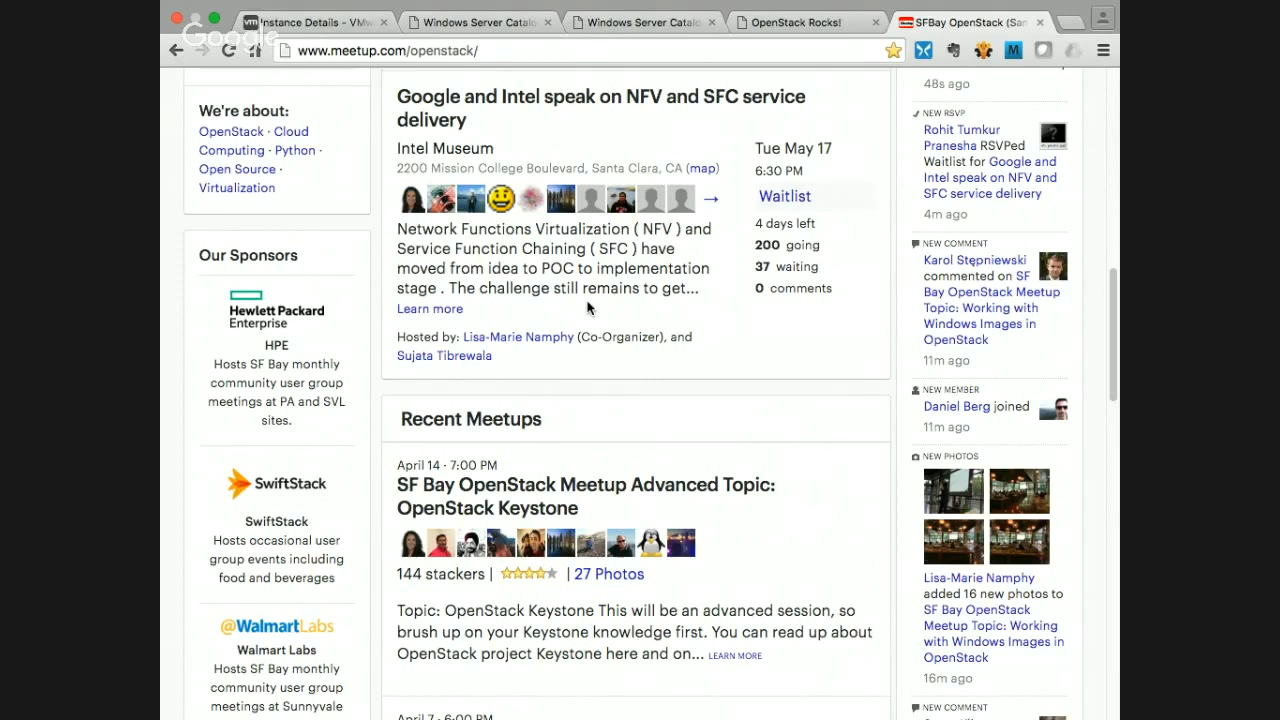 Instance Details - VMw
Windows Server Catalo
Windows Server Catalo
OpenStack Rocks!
SFBay OpenStack (San
Google
www.meetup.com/openstack/
We're about:
OpenStack · Cloud
Computing · Python ·
Open Source ·
Virtualization
Our Sponsors
Hewlett Packard
Enterprise
HPE
Hosts SF Bay monthly
community user group
meetings at PA and SVL
sites.
SwiftStack
SwiftStack
Hosts occasional user
group events including
food and beverages
@WalmartLabs
Walmart Labs
Hosts SF Bay monthly
community user group
meetings at Sunnyvale
Google and Intel speak on NFV and SFC service
delivery
Intel Museum
2200 Mission College Boulevard, Santa Clara, CA (map)
Network Functions Virtualization ( NFV ) and
Service Function Chaining ( SFC ) have
moved from idea to POC to implementation
stage . The challenge still remains to get...
Learn more
Hosted by: Lisa-Marie Namphy (Co-Organizer), and
Sujata Tibrewala
Tue May 17
6:30 PM
Waitlist
4 days left
200 going
37 waiting
0 comments
Recent Meetups
April 14 · 7:00 PM
SF Bay OpenStack Meetup Advanced Topic:
OpenStack Keystone
144 stackers | | 27 Photos
Topic: OpenStack Keystone This will be an advanced session, so
brush up on your Keystone knowledge first. You can read up about
OpenStack project Keystone here and on... LEARN MORE
April 7 · 6:00 PM
48s ago
NEW RSVP
Rohit Tumkur
Pranesha RSVPed
Waitlist for Google and
Intel speak on NFV and
SFC service delivery
4m ago
NEW COMMENT
Karol Stępniewski
commented on SF
Bay OpenStack Meetup
Topic: Working with
Windows Images in
OpenStack
11m ago
NEW MEMBER
Daniel Berg joined
11m ago
NEW PHOTOS
Lisa-Marie Namphy
added 16 new photos to
SF Bay OpenStack
Meetup Topic: Working
with Windows Images in
OpenStack
16m ago
NEW COMMENT